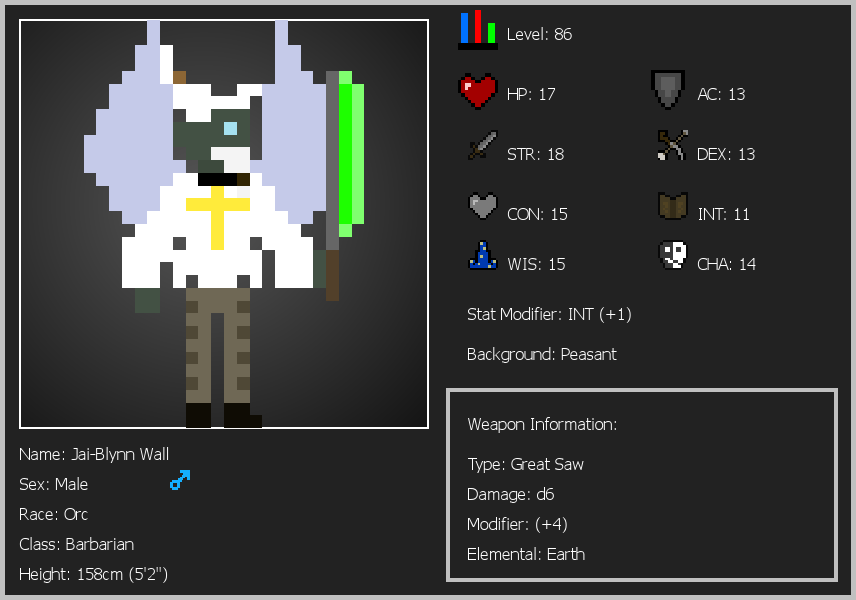 Level: 86
HP: 17
AC: 13
STR: 18
DEX: 13
CON: 15
INT: 11
WIS: 15
CHA: 14
Stat Modifier: INT (+1)
Background: Peasant
Weapon Information:
Type: Great Saw
Damage: d6
Modifier: (+4)
Elemental: Earth
Name: Jai-Blynn Wall
Sex: Male
Race: Orc
Class: Barbarian
Height: 158cm (5'2")